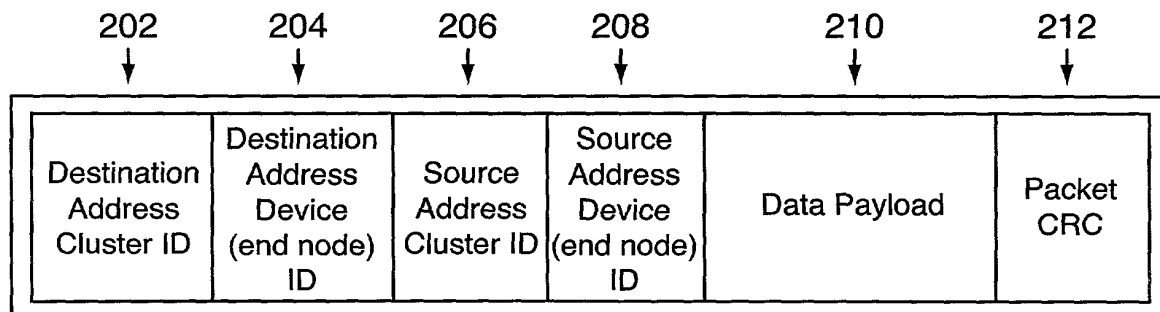 202 204 206 208 210 212
Destination
Address
Cluster ID
Destination
Address
Device
(end node)
ID
Source
Address
Cluster ID
Source
Address
Device
(end node)
ID
Data Payload
Packet
CRC